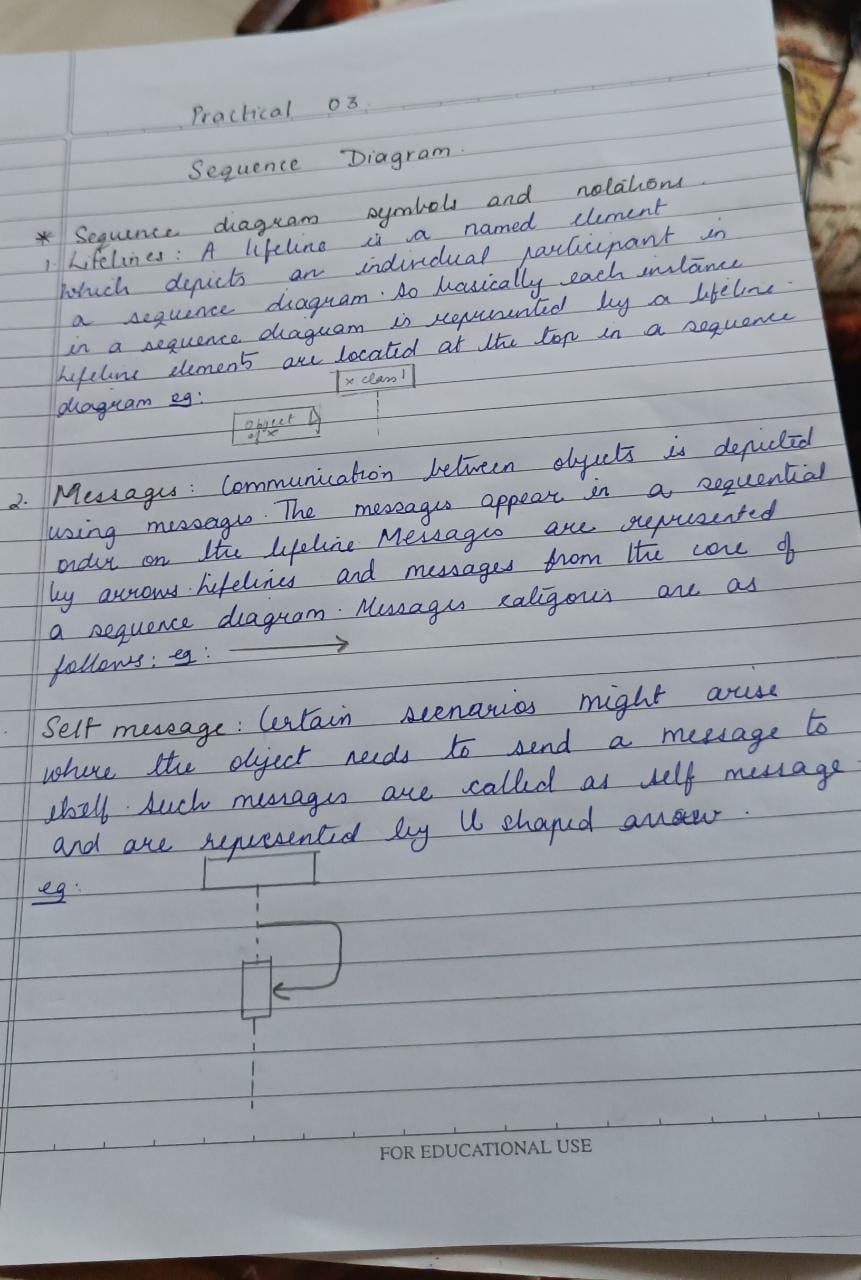 Practical 03.
Sequence Diagram.
* Sequence diagram symbols and notations.
1. Lifelines: A lifeline is a named element
which depicts an individual participant in
a sequence diagram. So basically each instance
in a sequence diagram is represented by a lifeline.
Lifeline elements are located at the top in a sequence
diagram eg:
x class 1
object
of x
2. Messages: Communication between objects is depicted
using messages. The messages appear in a sequential
order on the lifeline Messages are represented
by arrows. Lifelines and messages from the core of
a sequence diagram. Messages catigoris are as
follows: eg:
Self message: Certain scenarios might arise
where the object needs to send a message to
itself. Such messages are called as self message
and are represented by U shaped arrow.
eg:
FOR EDUCATIONAL USE